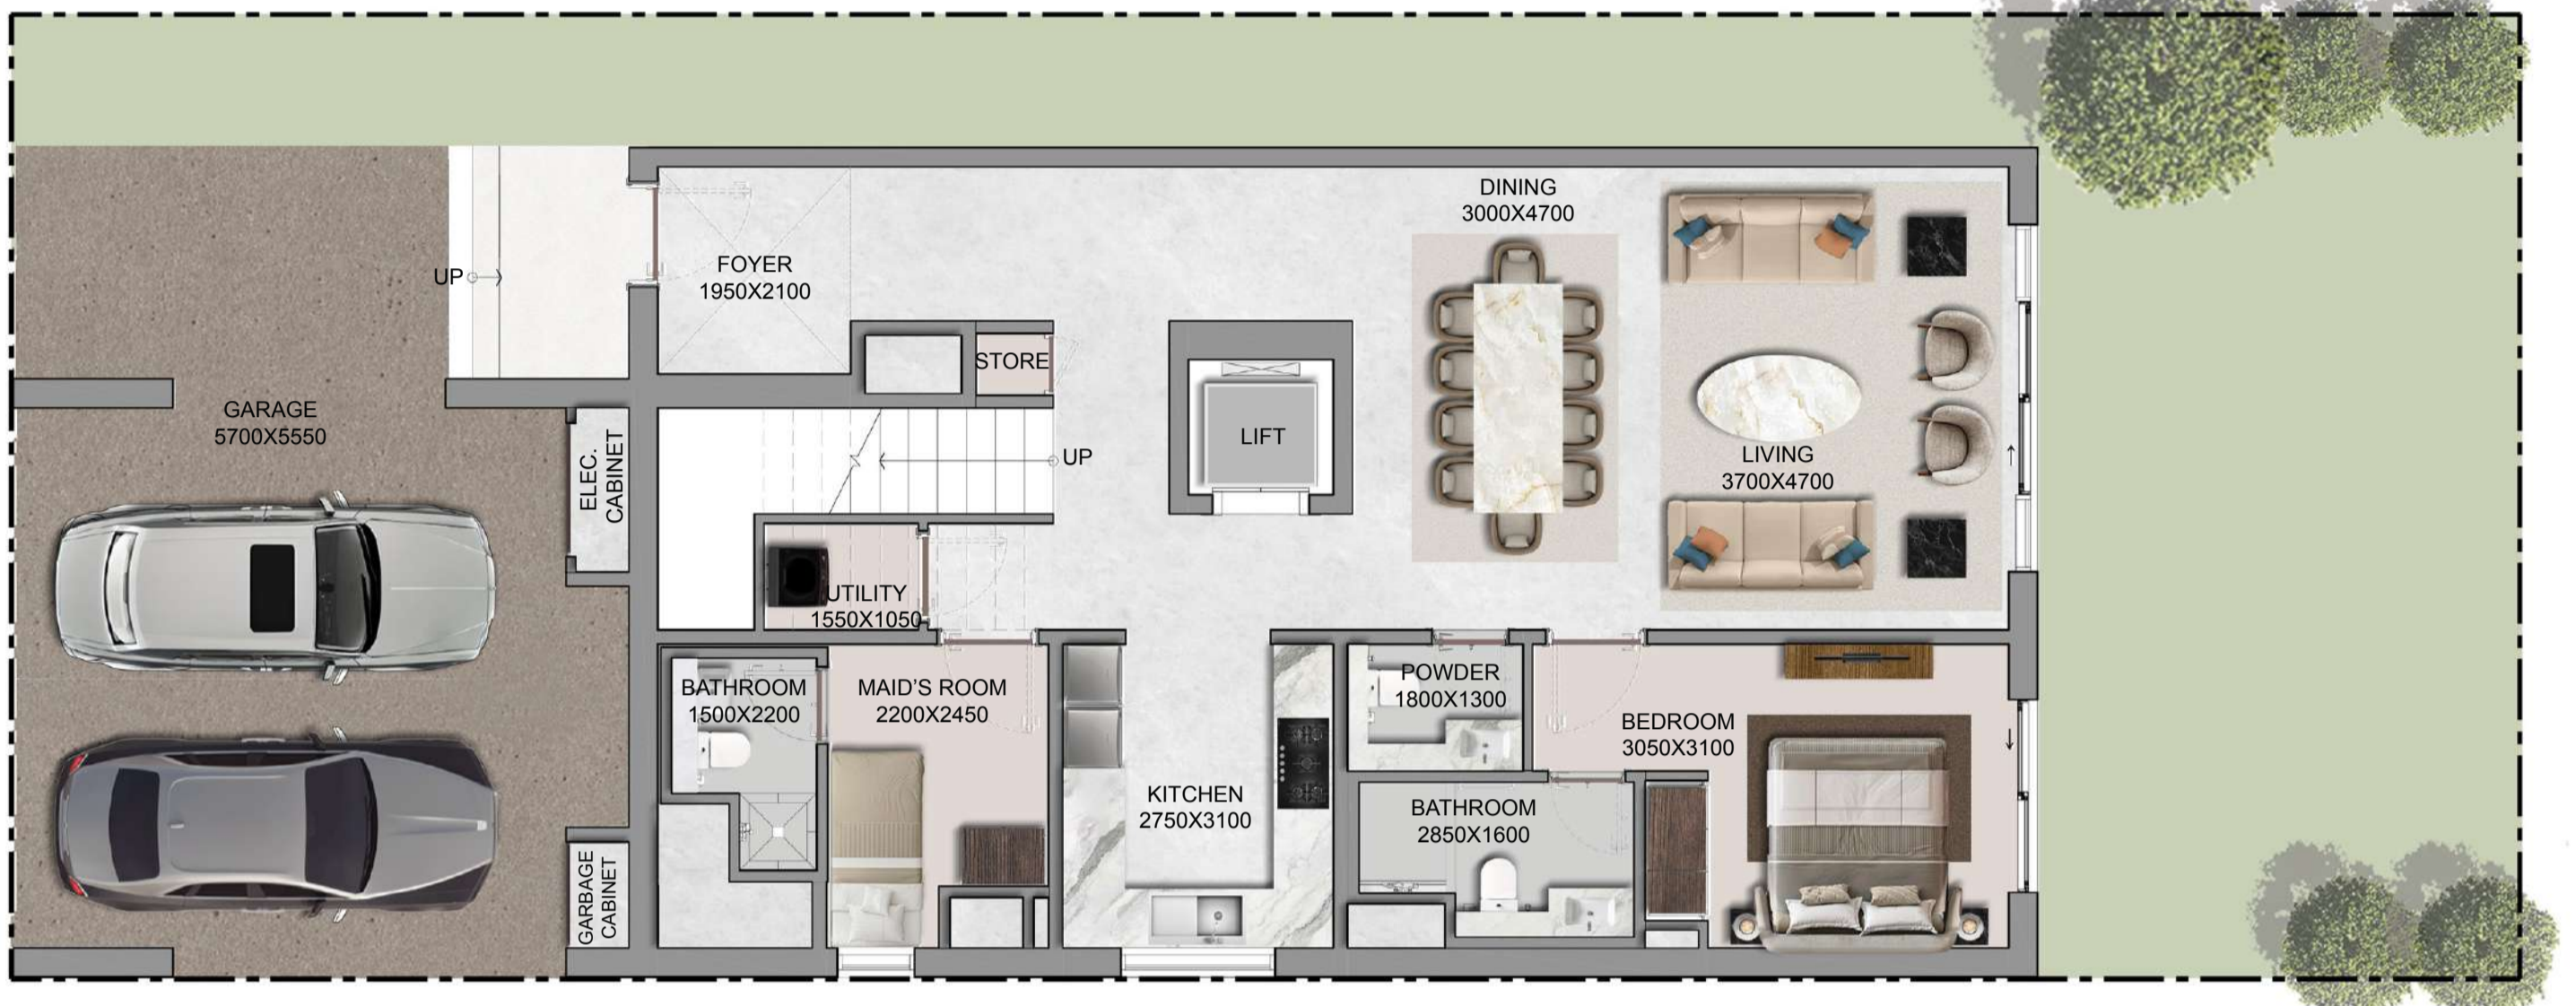 DINING
3000X4700
FOYER
1950X2100
UP
STORE
GARAGE
5700X5550
ELEC.
CABINET
UP
LIFT
LIVING
3700X4700
UTILITY
1550X1050
BATHROOM
1500X2200
MAID'S ROOM
2200X2450
POWDER
1800X1300
BEDROOM
3050X3100
KITCHEN
2750X3100
BATHROOM
2850X1600
GARBAGE
CABINET